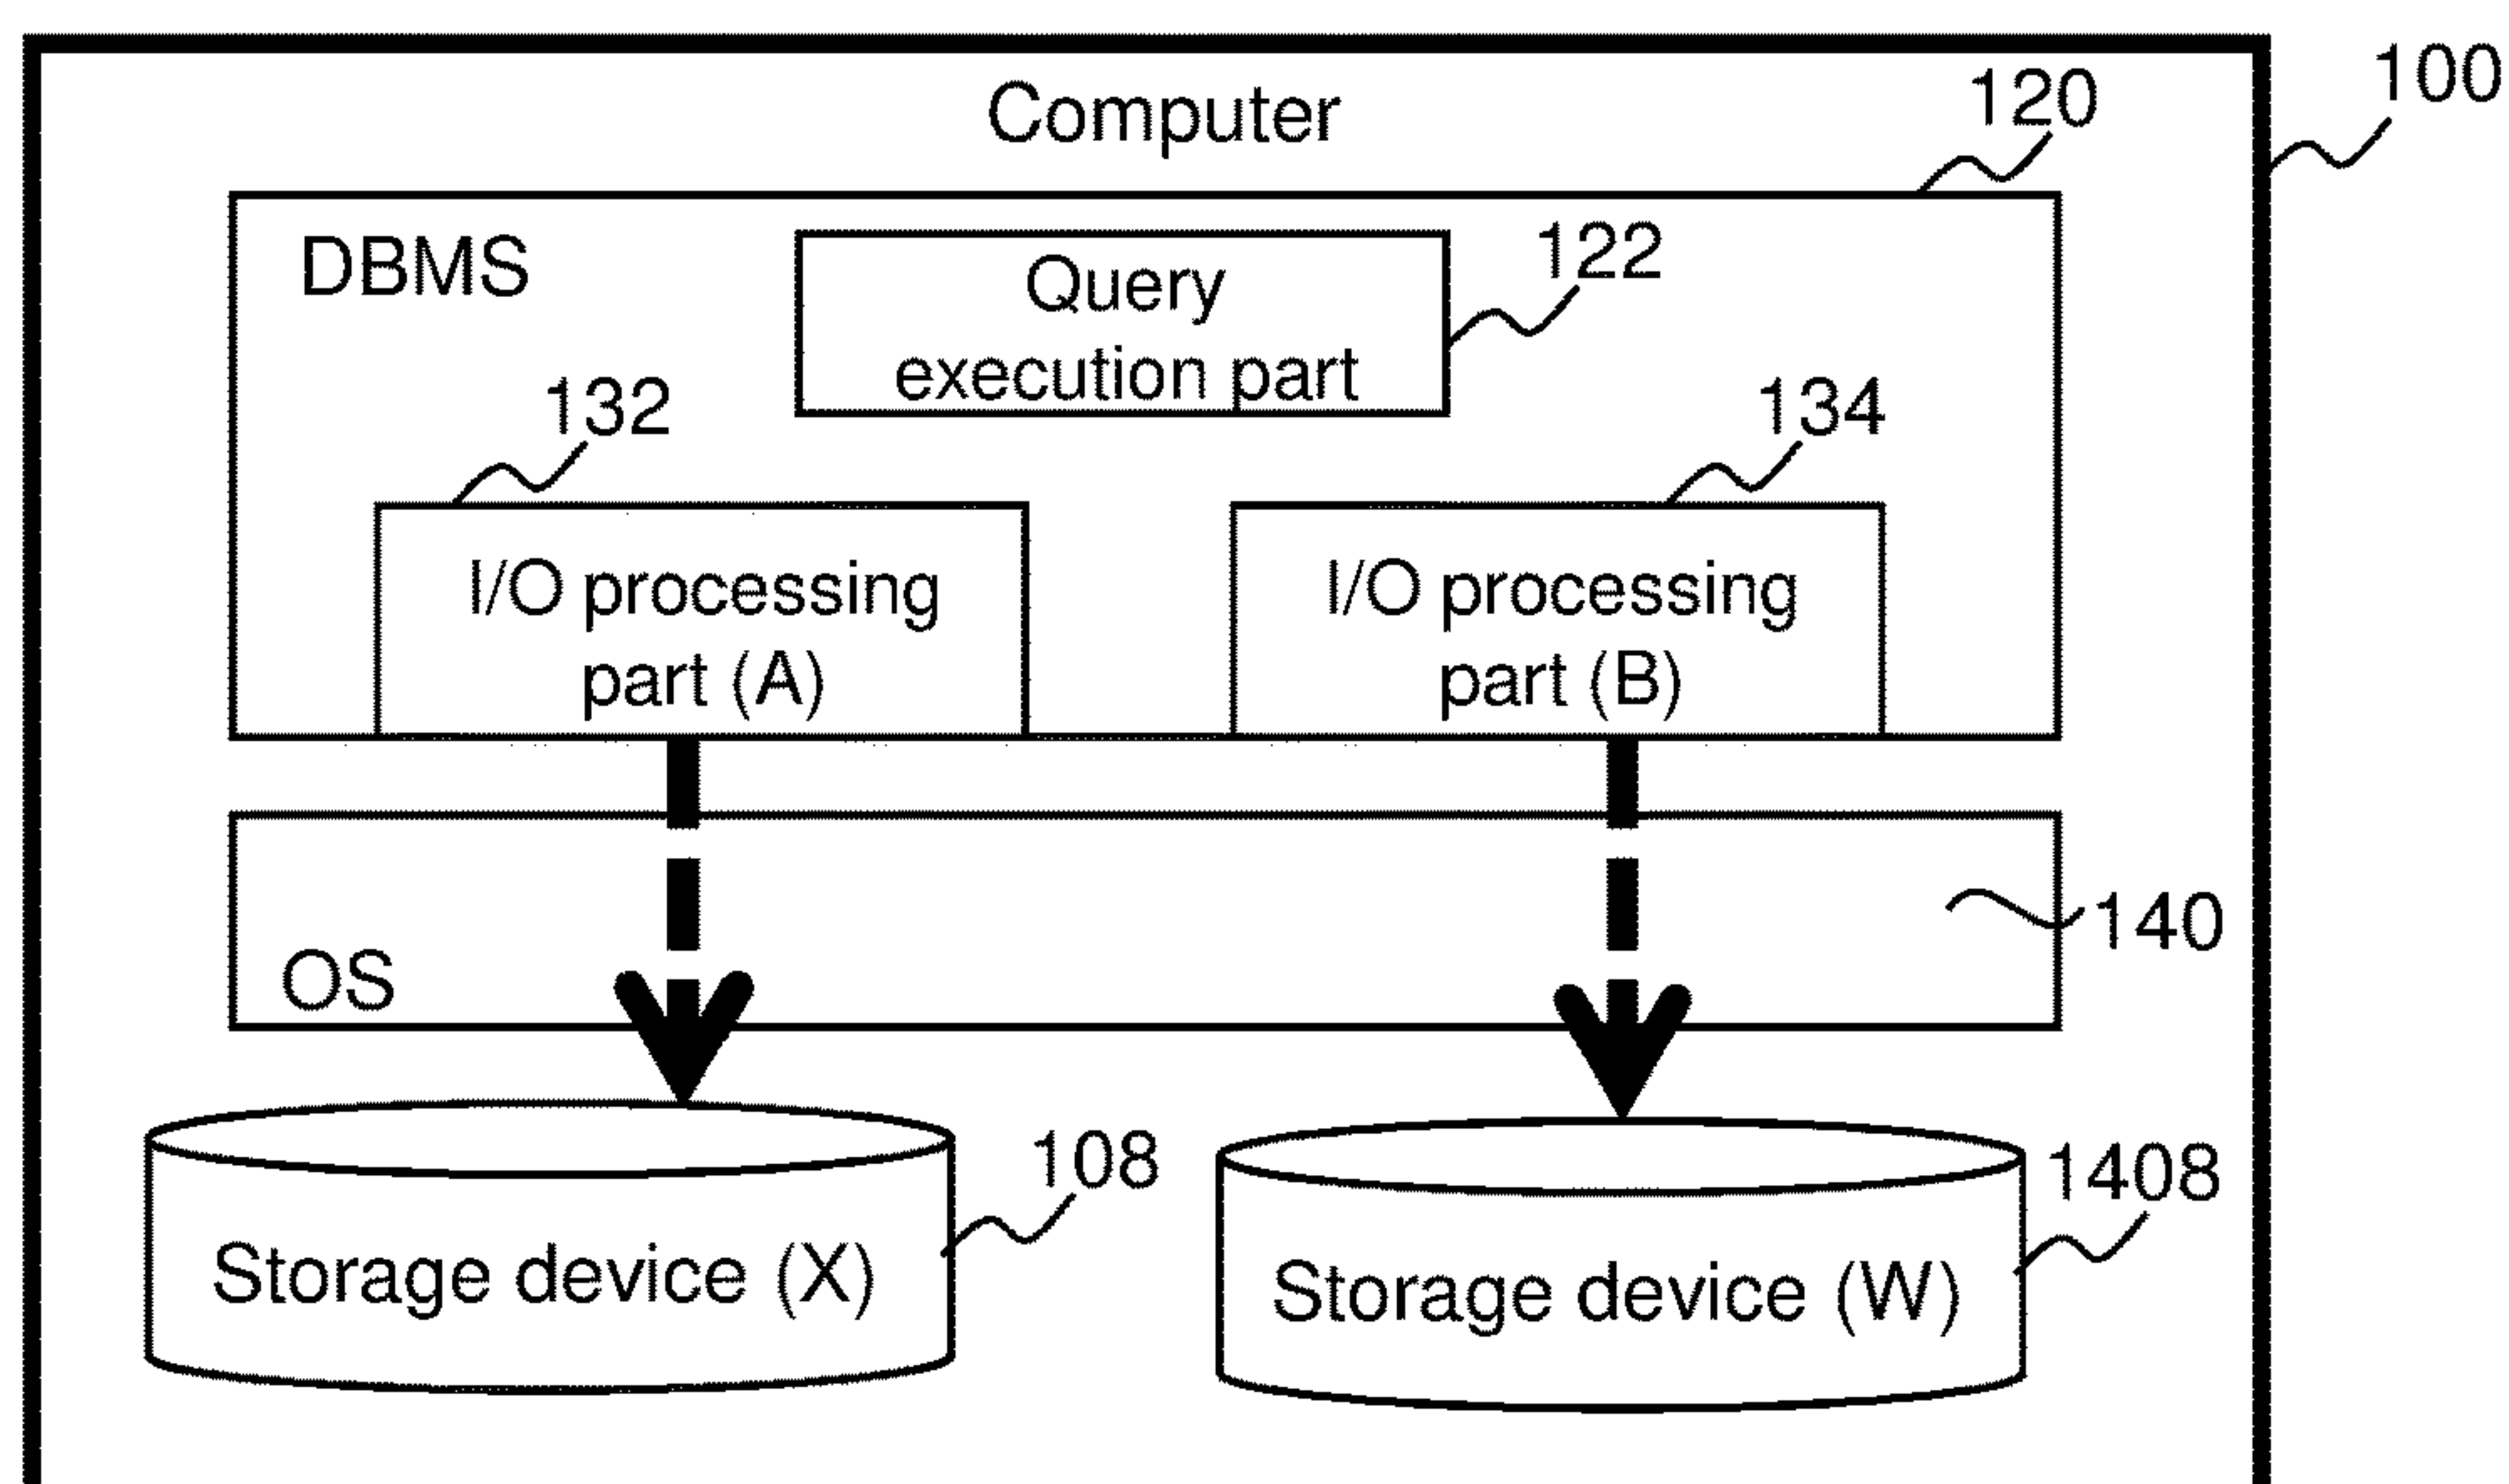 Computer
120
100
DBMS
Query
execution part
122
132
134
I/O processing
part (A)
I/O processing
part (B)
OS
140
Storage device (X)
108
Storage device (W)
1408